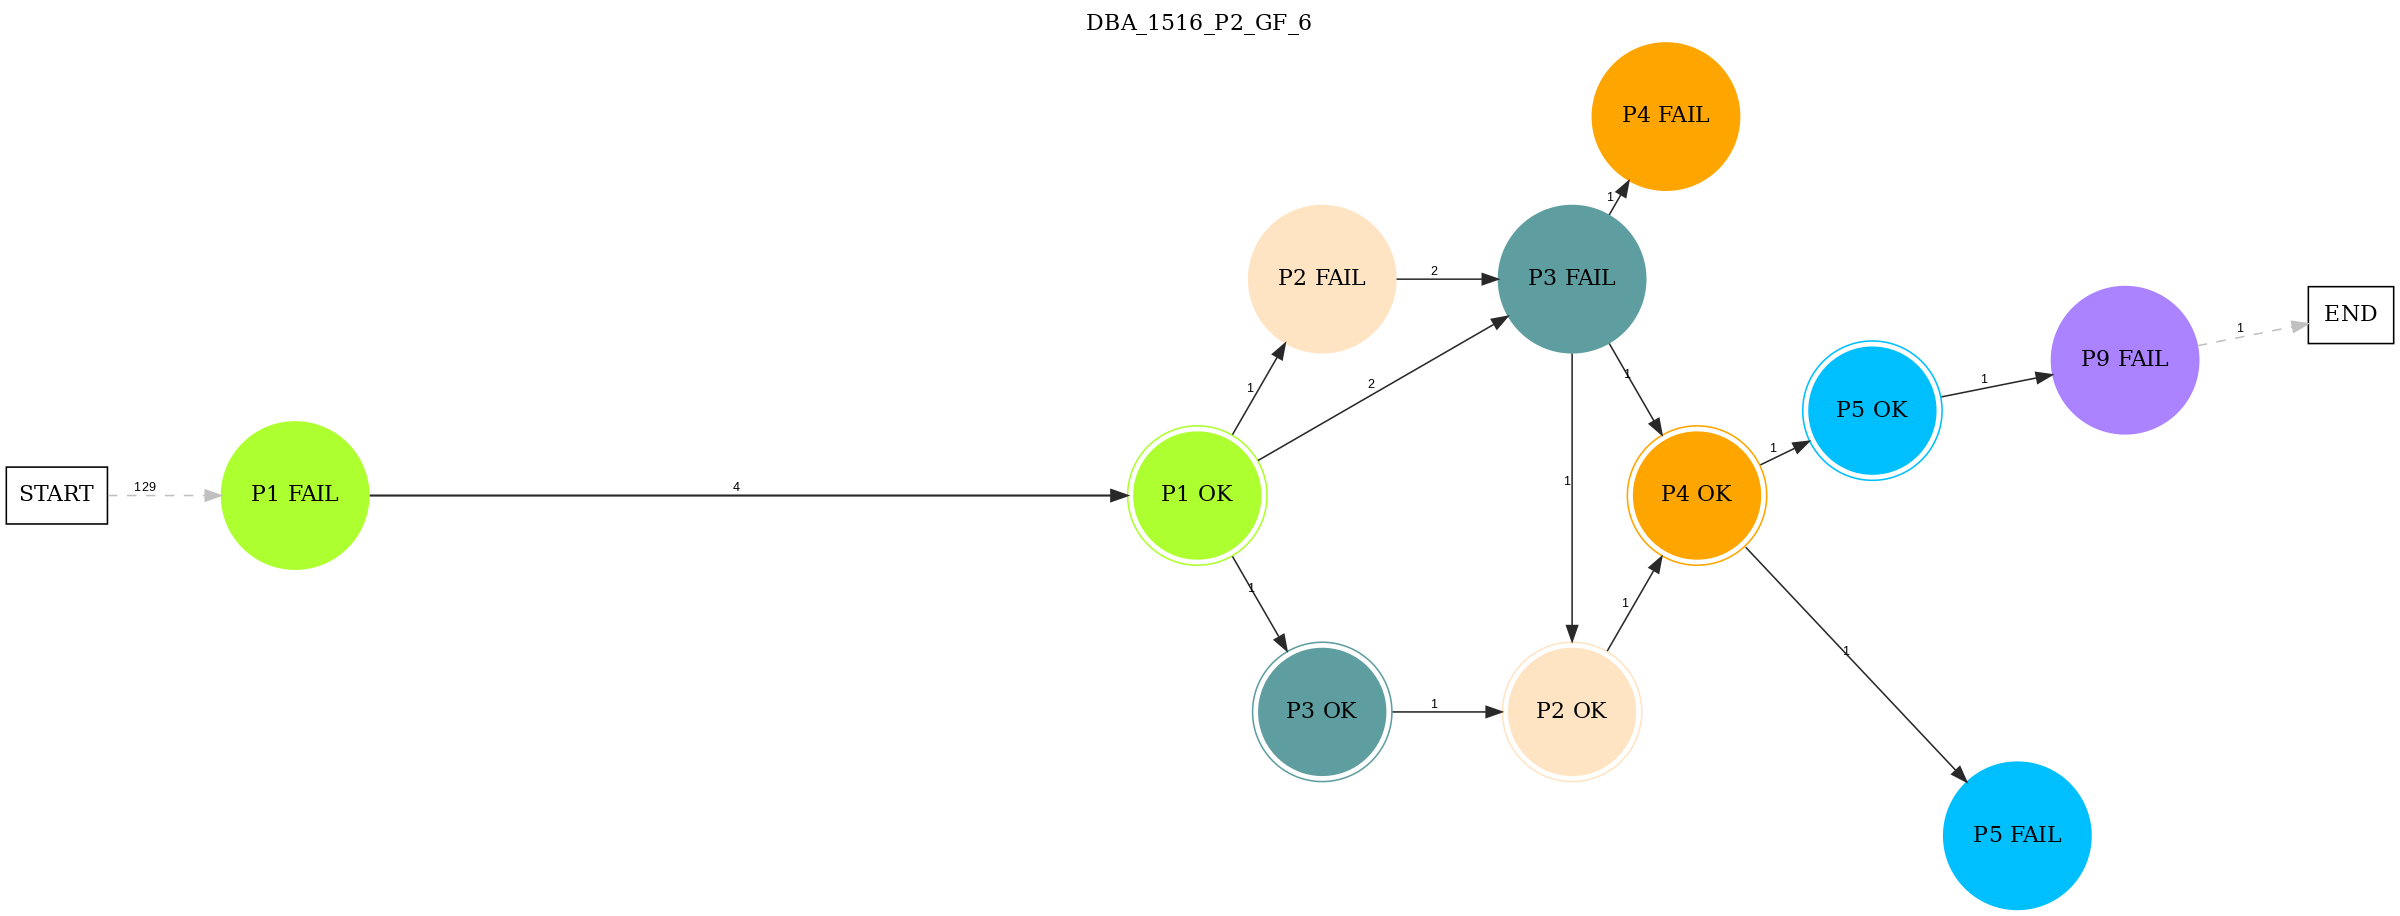 DBA_1516_P2_GF_6
P4 FAIL
1
P2 FAIL
2
P3 FAIL
1
2
1
1
START
129
P1 FAIL
4
P1 OK
1
P3 OK
1
P2 OK
1
P4 OK
1
P5 OK
1
P9 FAIL
1
END
1
P5 FAIL